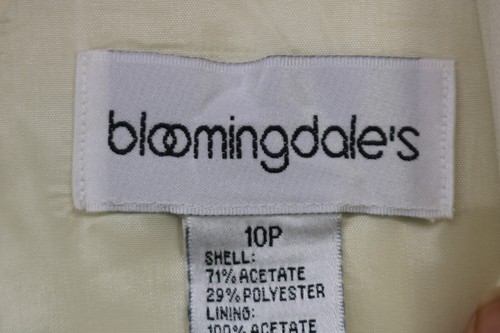 bloomingdale's
10P
SHELL:
71% ACETATE
29% POLYESTER
LINING:
100% ACETATE